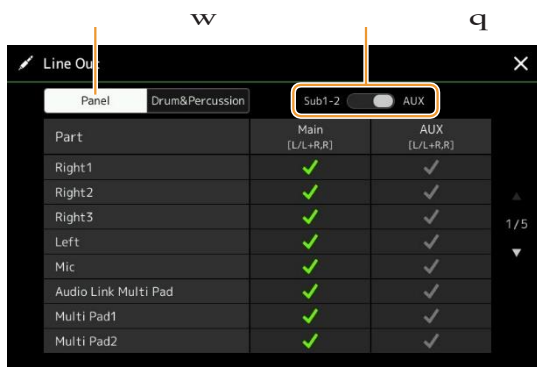 w q
Line Out
Panel Drum&Percussion Sub1-2 AUX
Part Main [L/L+R,R] AUX [L/L+R,R]
Right1
Right2
Right3
1/5
Left
Mic
Audio Link Multi Pad
Multi Pad1
Multi Pad2